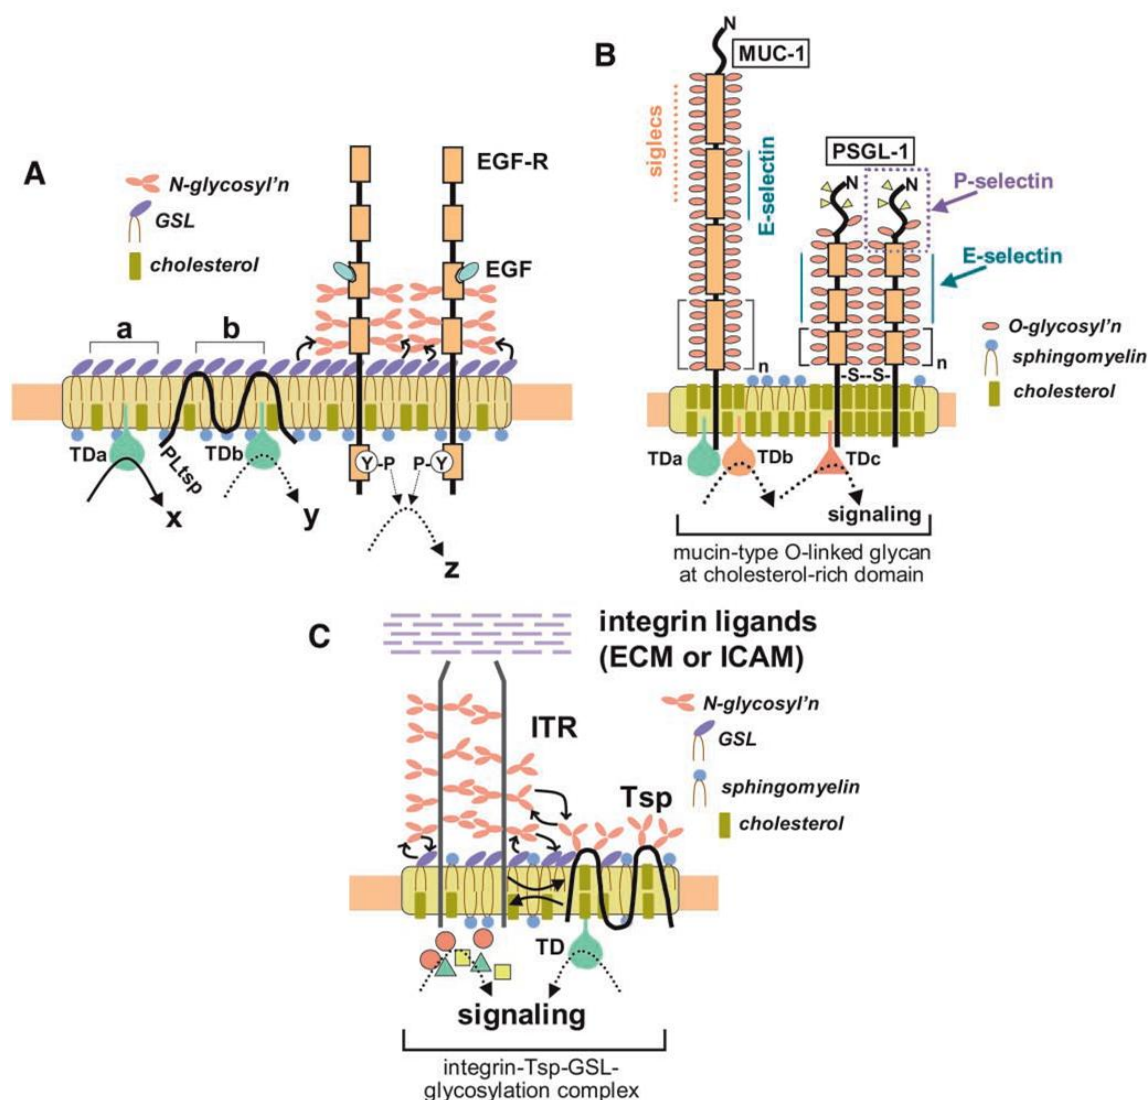 A
N-glycosyl'n
GSL
cholesterol
a
b
EGF-R
EGF
TDa
PLtsp
TDb
Y
-P
P-
Y
x
y
z
B
N
MUC-1
siglecs
E-selectin
n
PSGL-1
N
N
P-selectin
E-selectin
-S--S-
n
O-glycosyl'n
sphingomyelin
cholesterol
TDa
TDb
TDc
signaling
mucin-type O-linked glycan
at cholesterol-rich domain
C
integrin ligands
(ECM or ICAM)
ITR
Tsp
N-glycosyl'n
GSL
sphingomyelin
cholesterol
TD
signaling
integrin-Tsp-GSL-
glycosylation complex